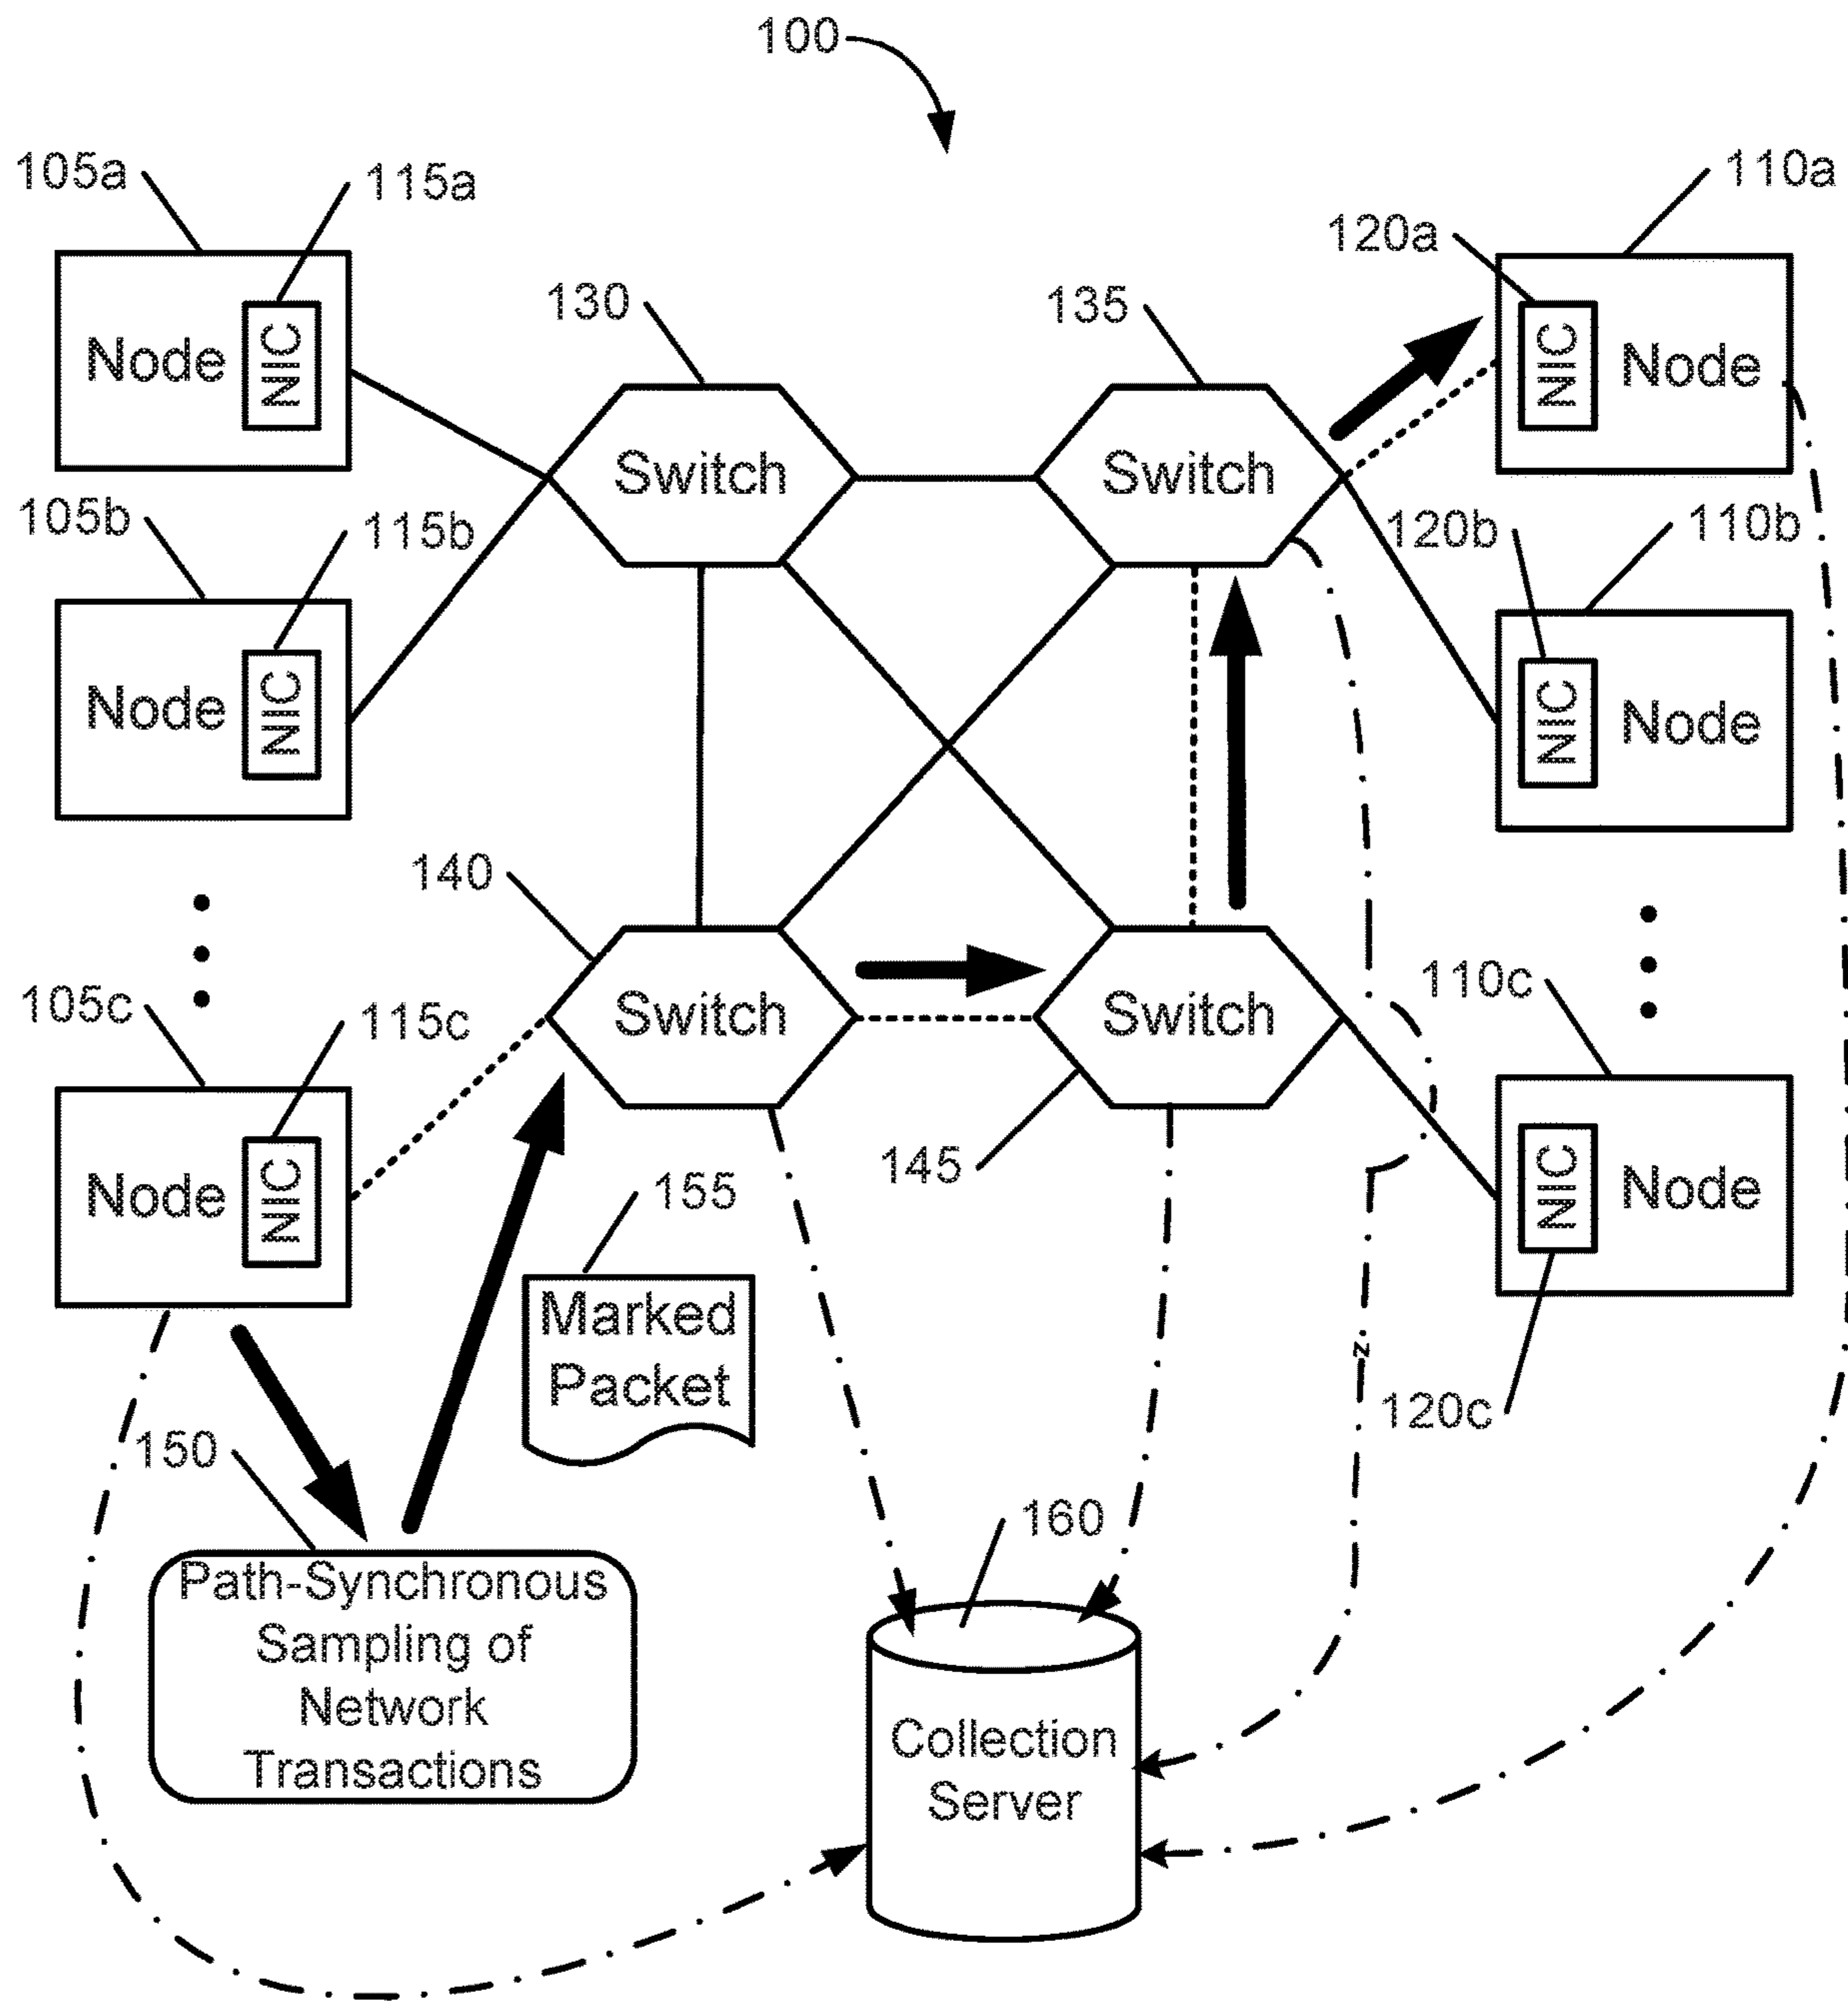 100
105a
115a
110a
120a
130
135
Node
NIC
Switch
Switch
NIC
Node
105b
115b
120b
110b
Node
NIC
NIC
Node
140
105c
115c
110c
Switch
Switch
Node
NIC
155
145
NIC
Node
Marked
Packet
120c
150
160
Path-Synchronous
Sampling of
Network
Transactions
Collection
Server